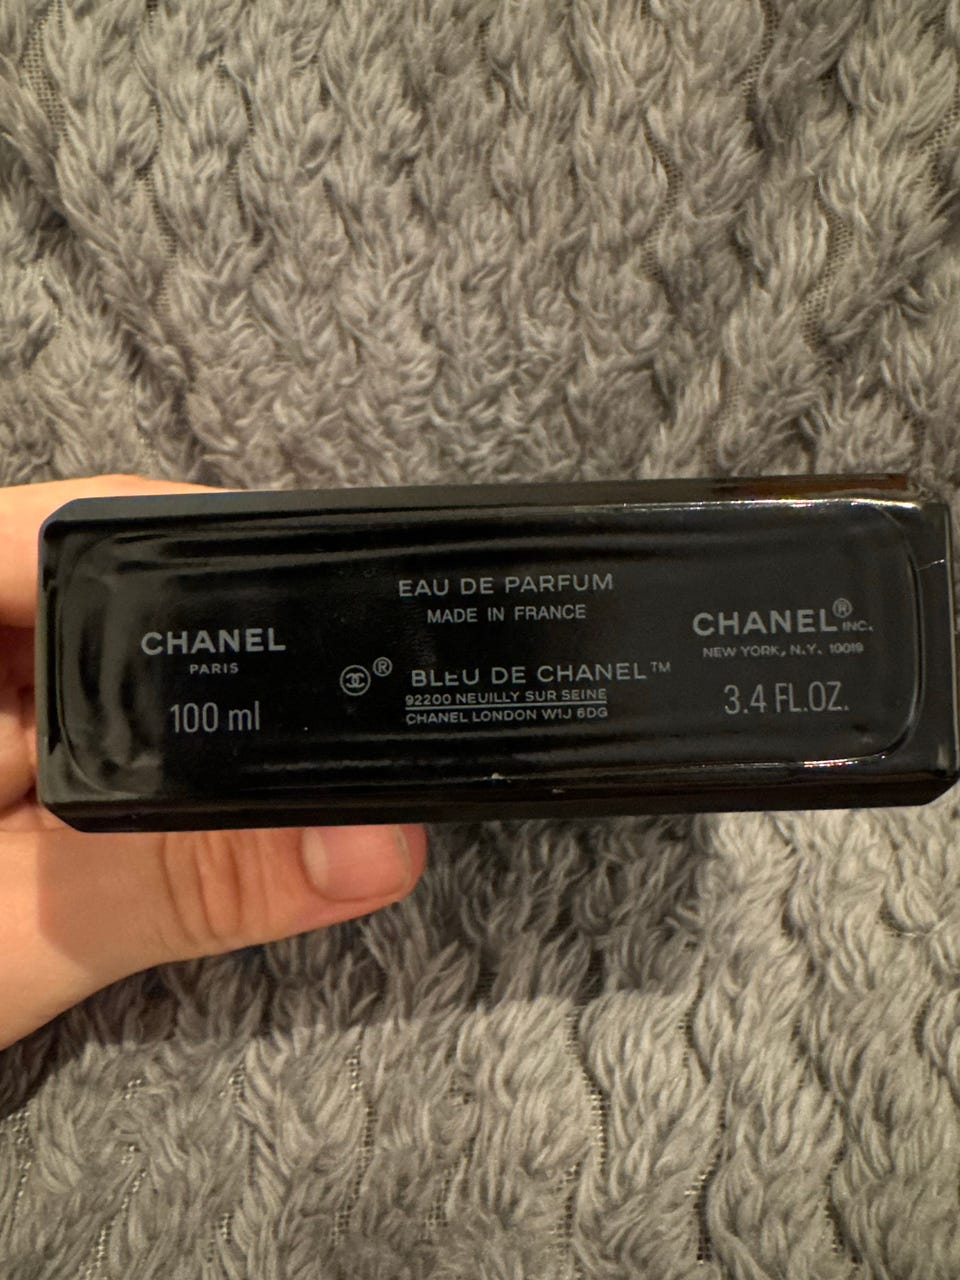 CHANEL
PARIS
100 ml
EAU DE PARFUM
MADE IN FRANCE
® BLEU DE CHANEL™
92200 NEUILLY SUR SEINE
CHANEL LONDON W1J 6DG
CHANEL® INC.
NEW YORK, N.Y. 10019
3.4 FL.OZ.